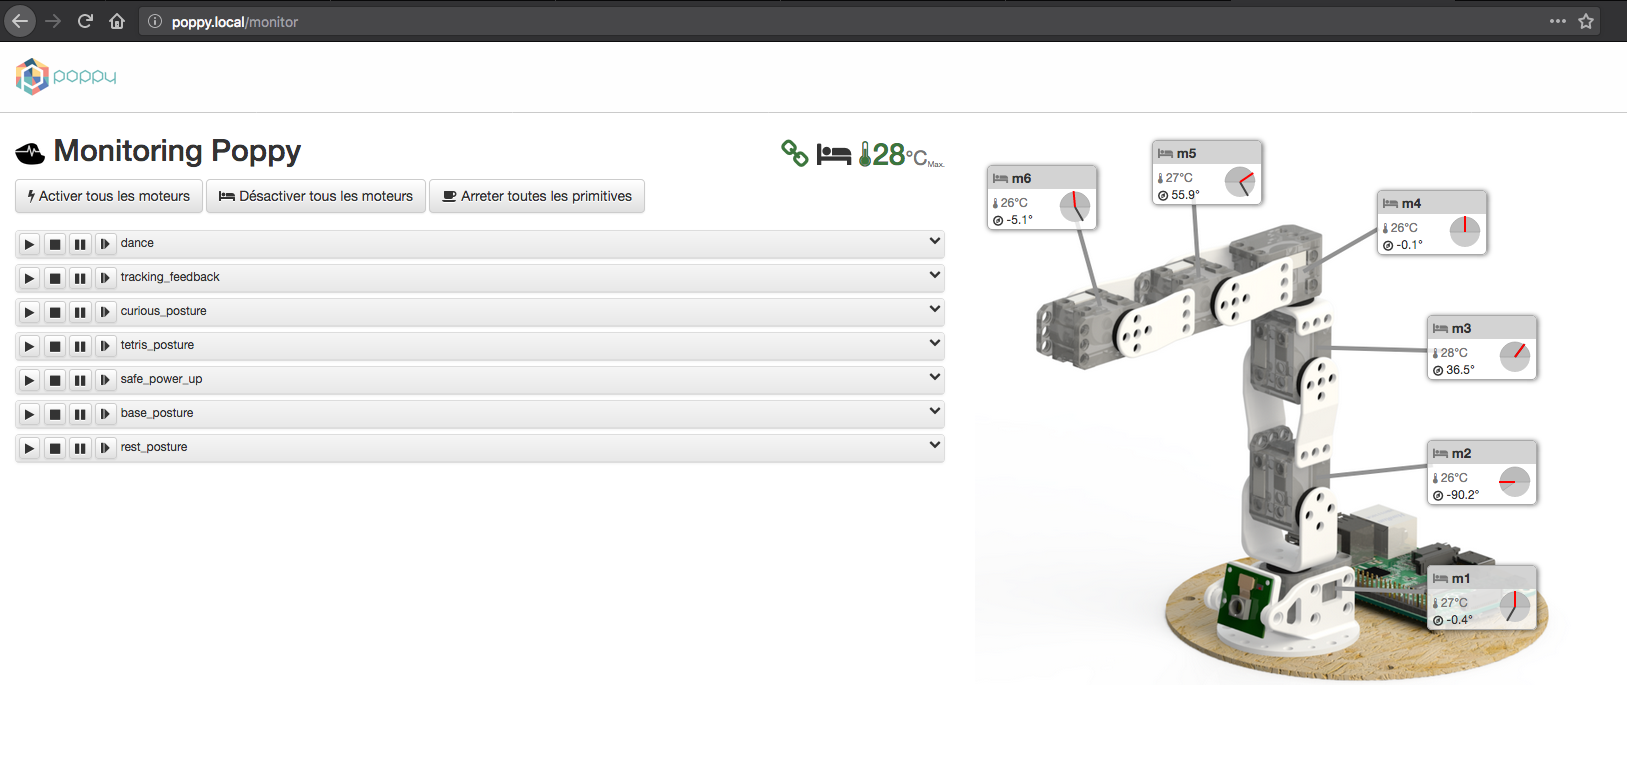 poppy.local/monitor
poppy
Monitoring Poppy
28°C Max.
Activer tous les moteurs
Désactiver tous les moteurs
Arreter toutes les primitives
dance
tracking_feedback
curious_posture
tetris_posture
safe_power_up
base_posture
rest_posture
m5
27°C
55.9°
m6
26°C
-5.1°
m4
26°C
-0.1°
m3
28°C
36.5°
m2
26°C
-90.2°
m1
27°C
-0.4°